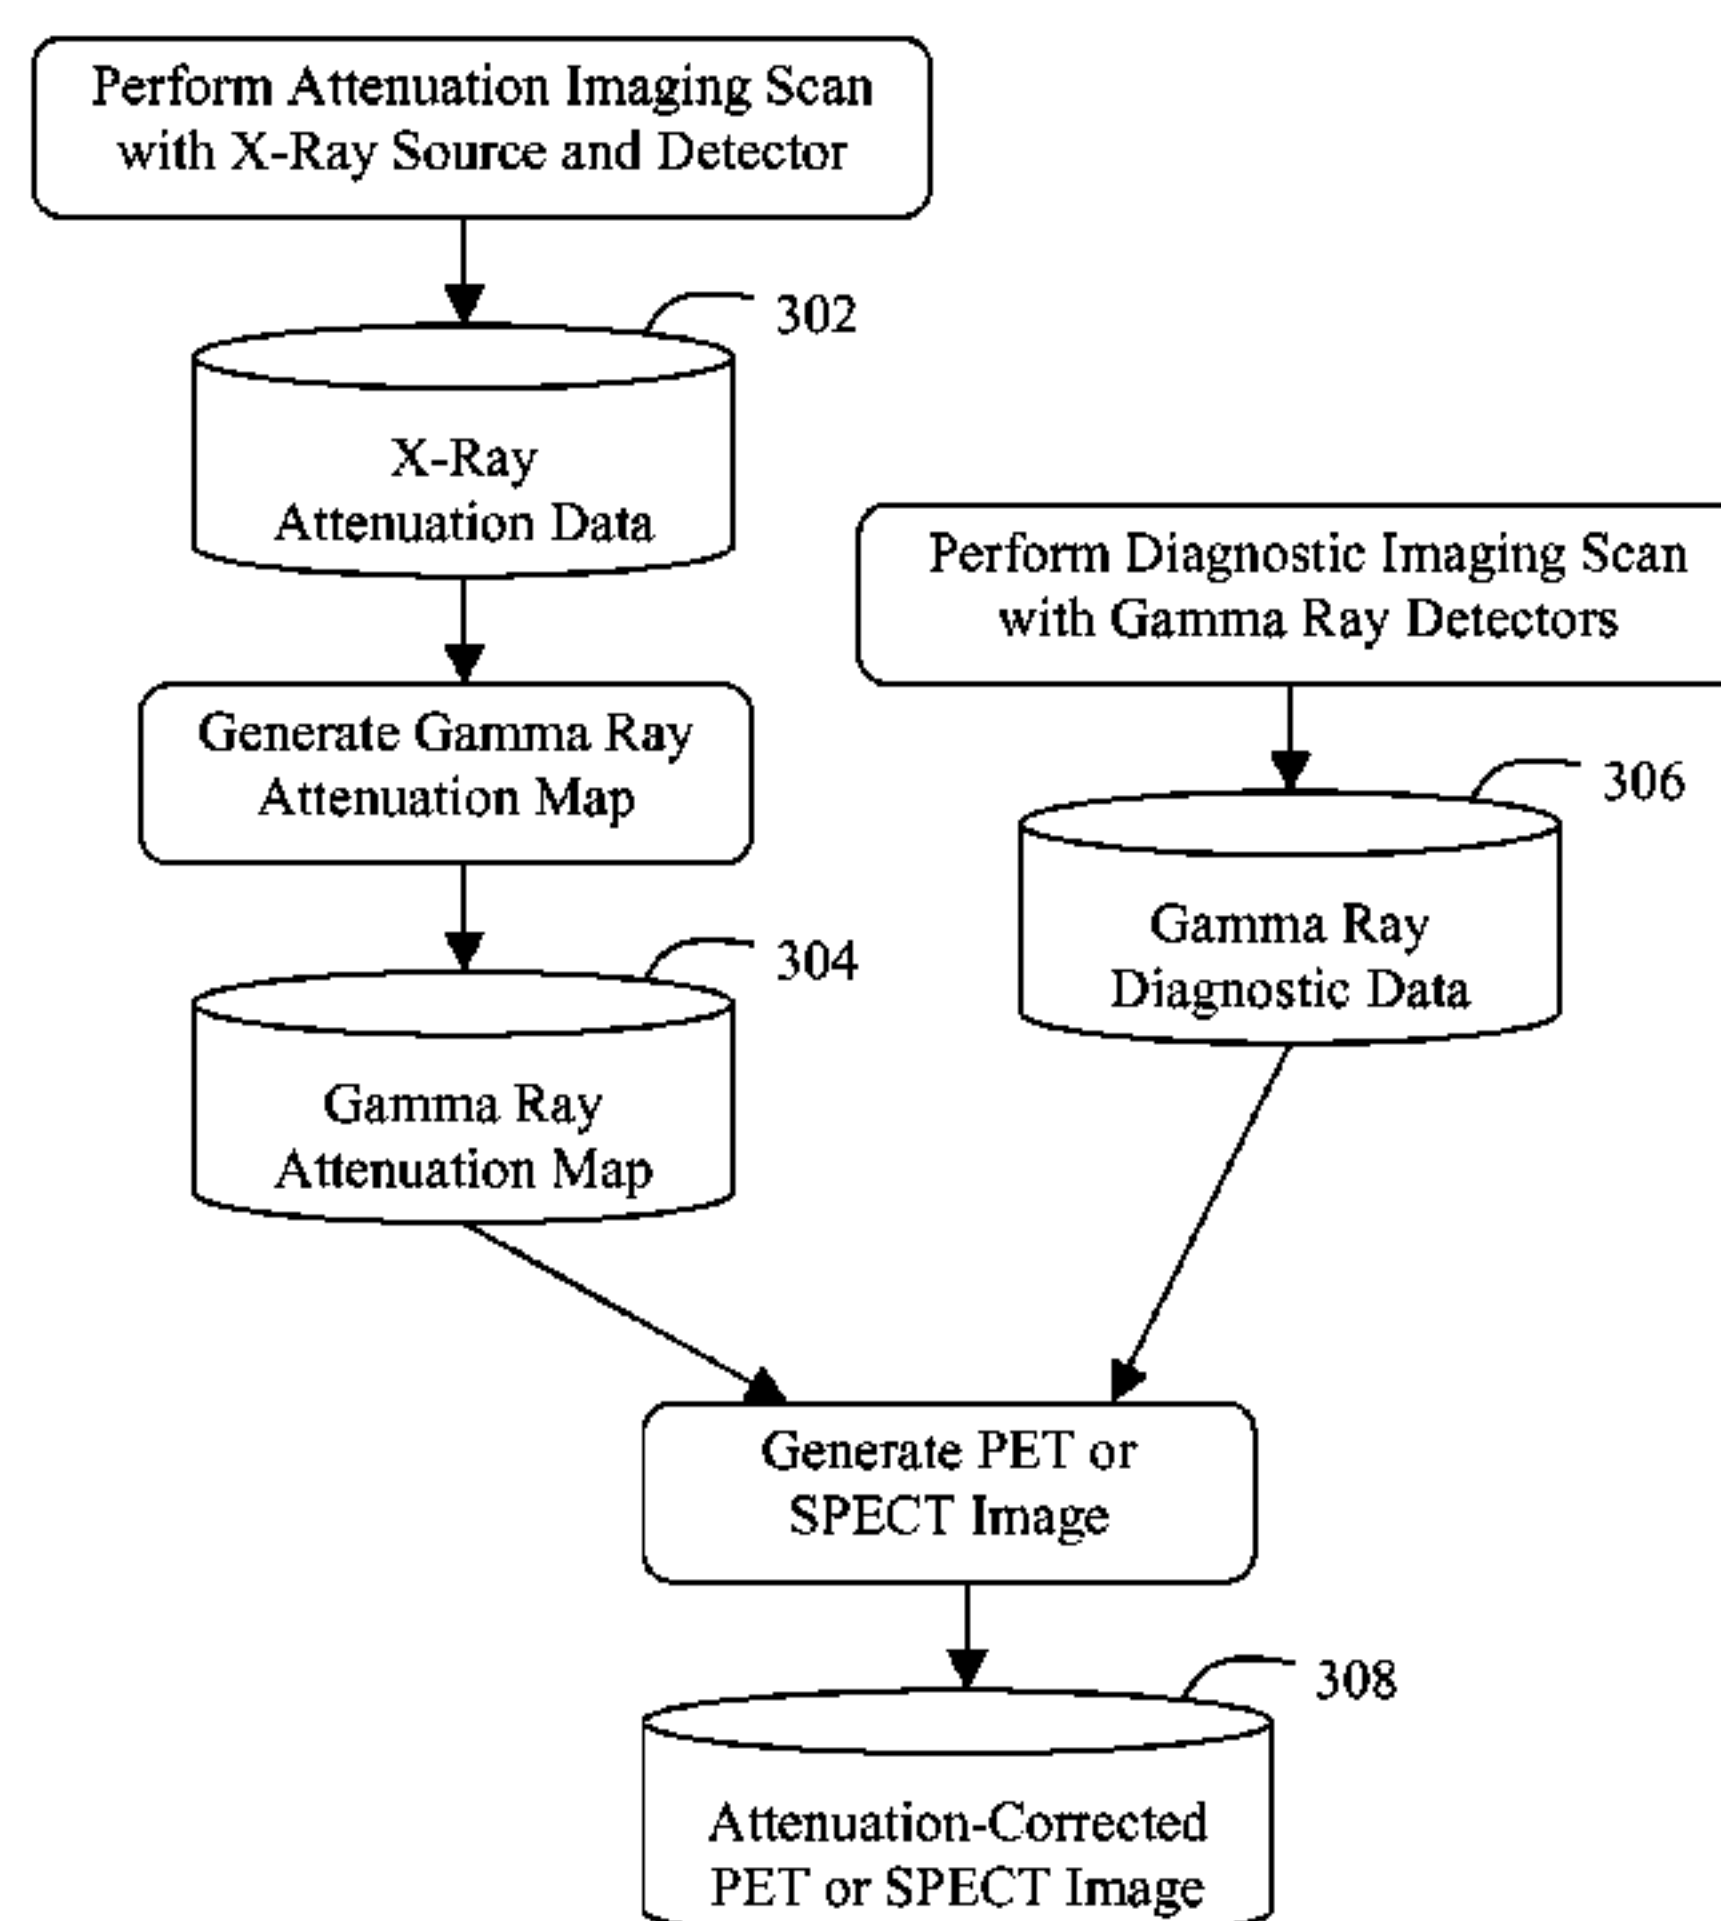 Perform Attenuation Imaging Scan
with X-Ray Source and Detector
302
X-Ray
Attenuation Data
Perform Diagnostic Imaging Scan
with Gamma Ray Detectors
Generate Gamma Ray
Attenuation Map
306
Gamma Ray
Diagnostic Data
304
Gamma Ray
Attenuation Map
Generate PET or
SPECT Image
308
Attenuation-Corrected
PET or SPECT Image